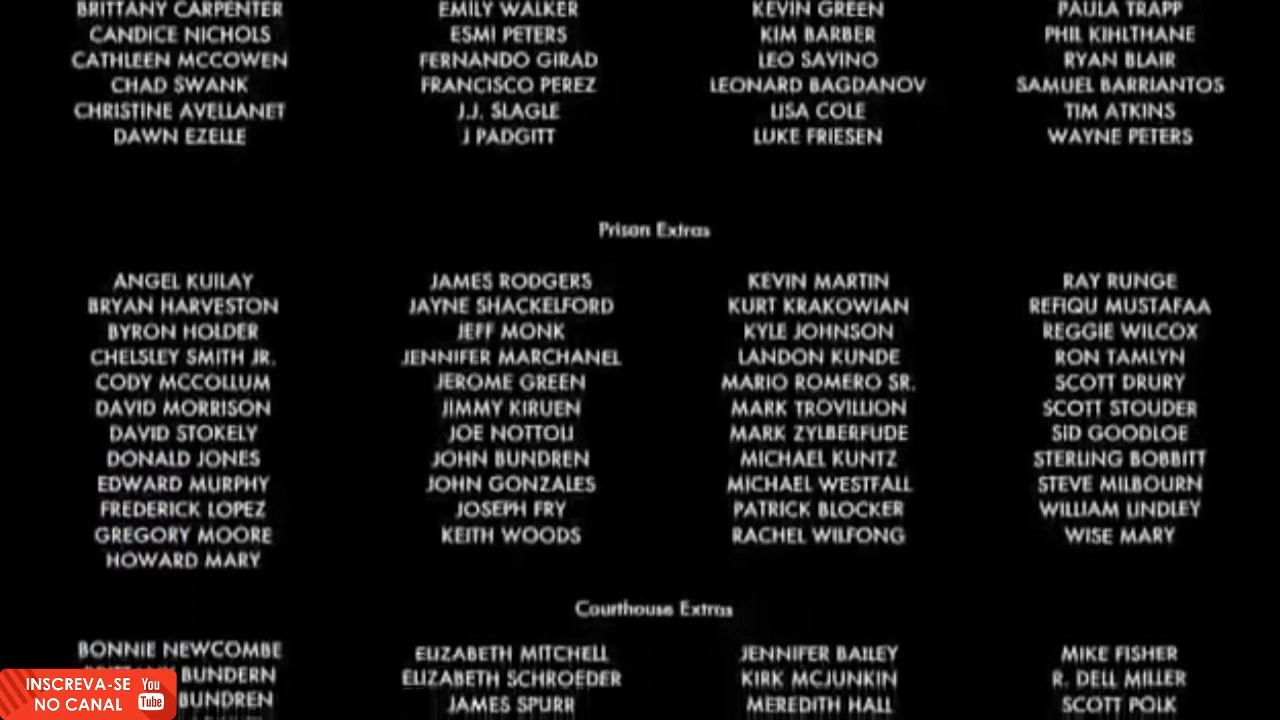 BRITTANY CARPENTER EMILY WALKER KEVIN GREEN PAULA TRAPP
CANDICE NICHOLS ESMI PETERS KIM BARBER PHIL KIHLTHANE
CATHLEEN MCCOWEN FERNANDO GIRAD LEO SAVINO RYAN BLAIR
CHAD SWANK FRANCISCO PEREZ LEONARD BAGDANOV SAMUEL BARRIANTOS
CHRISTINE AVELLANET J.J. SLAGLE LISA COLE TIM ATKINS
DAWN EZELLE J PADGITT LUKE FRIESEN WAYNE PETERS
Prison Extras
ANGEL KUILAY JAMES RODGERS KEVIN MARTIN RAY RUNGE
BRYAN HARVESTON JAYNE SHACKELFORD KURT KRAKOWIAN REFIQU MUSTAFAA
BYRON HOLDER JEFF MONK KYLE JOHNSON REGGIE WILCOX
CHELSLEY SMITH JR. JENNIFER MARCHANEL LANDON KUNDE RON TAMLYN
CODY MCCOLLUM JEROME GREEN MARIO ROMERO SR. SCOTT DRURY
DAVID MORRISON JIMMY KIRUEN MARK TROVILLION SCOTT STOUDER
DAVID STOKELY JOE NOTTOLI MARK ZYLBERFUDE SID GOODLOE
DONALD JONES JOHN BUNDREN MICHAEL KUNTZ STERLING BOBBITT
EDWARD MURPHY JOHN GONZALES MICHAEL WESTFALL STEVE MILBOURN
FREDERICK LOPEZ JOSEPH FRY PATRICK BLOCKER WILLIAM LINDLEY
GREGORY MOORE KEITH WOODS RACHEL WILFONG WISE MARY
HOWARD MARY
Courthouse Extras
BONNIE NEWCOMBE ELIZABETH MITCHELL JENNIFER BAILEY MIKE FISHER
BUNDERN ELIZABETH SCHROEDER KIRK MCJUNKIN R. DELL MILLER
BUNDREN JAMES SPURR MEREDITH HALL SCOTT POLK
INSCREVA-SE
NO CANAL
You
Tube